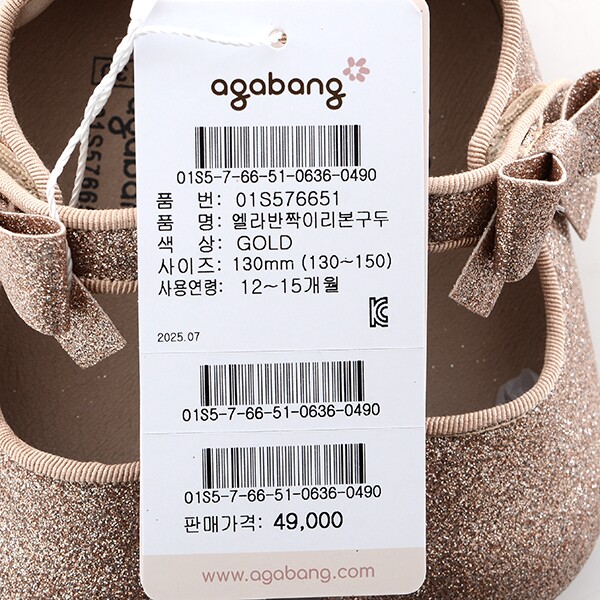 agabang
01S5-7-66-51-0636-0490
품 번: 01S576651
품 명: 엘라반짝이리본구두
색 상: GOLD
사이즈: 130mm (130~150)
사용연령: 12~15개월
2025.07
01S5-7-66-51-0636-0490
01S5-7-66-51-0636-0490
판매가격: 49,000
www.agabang.com